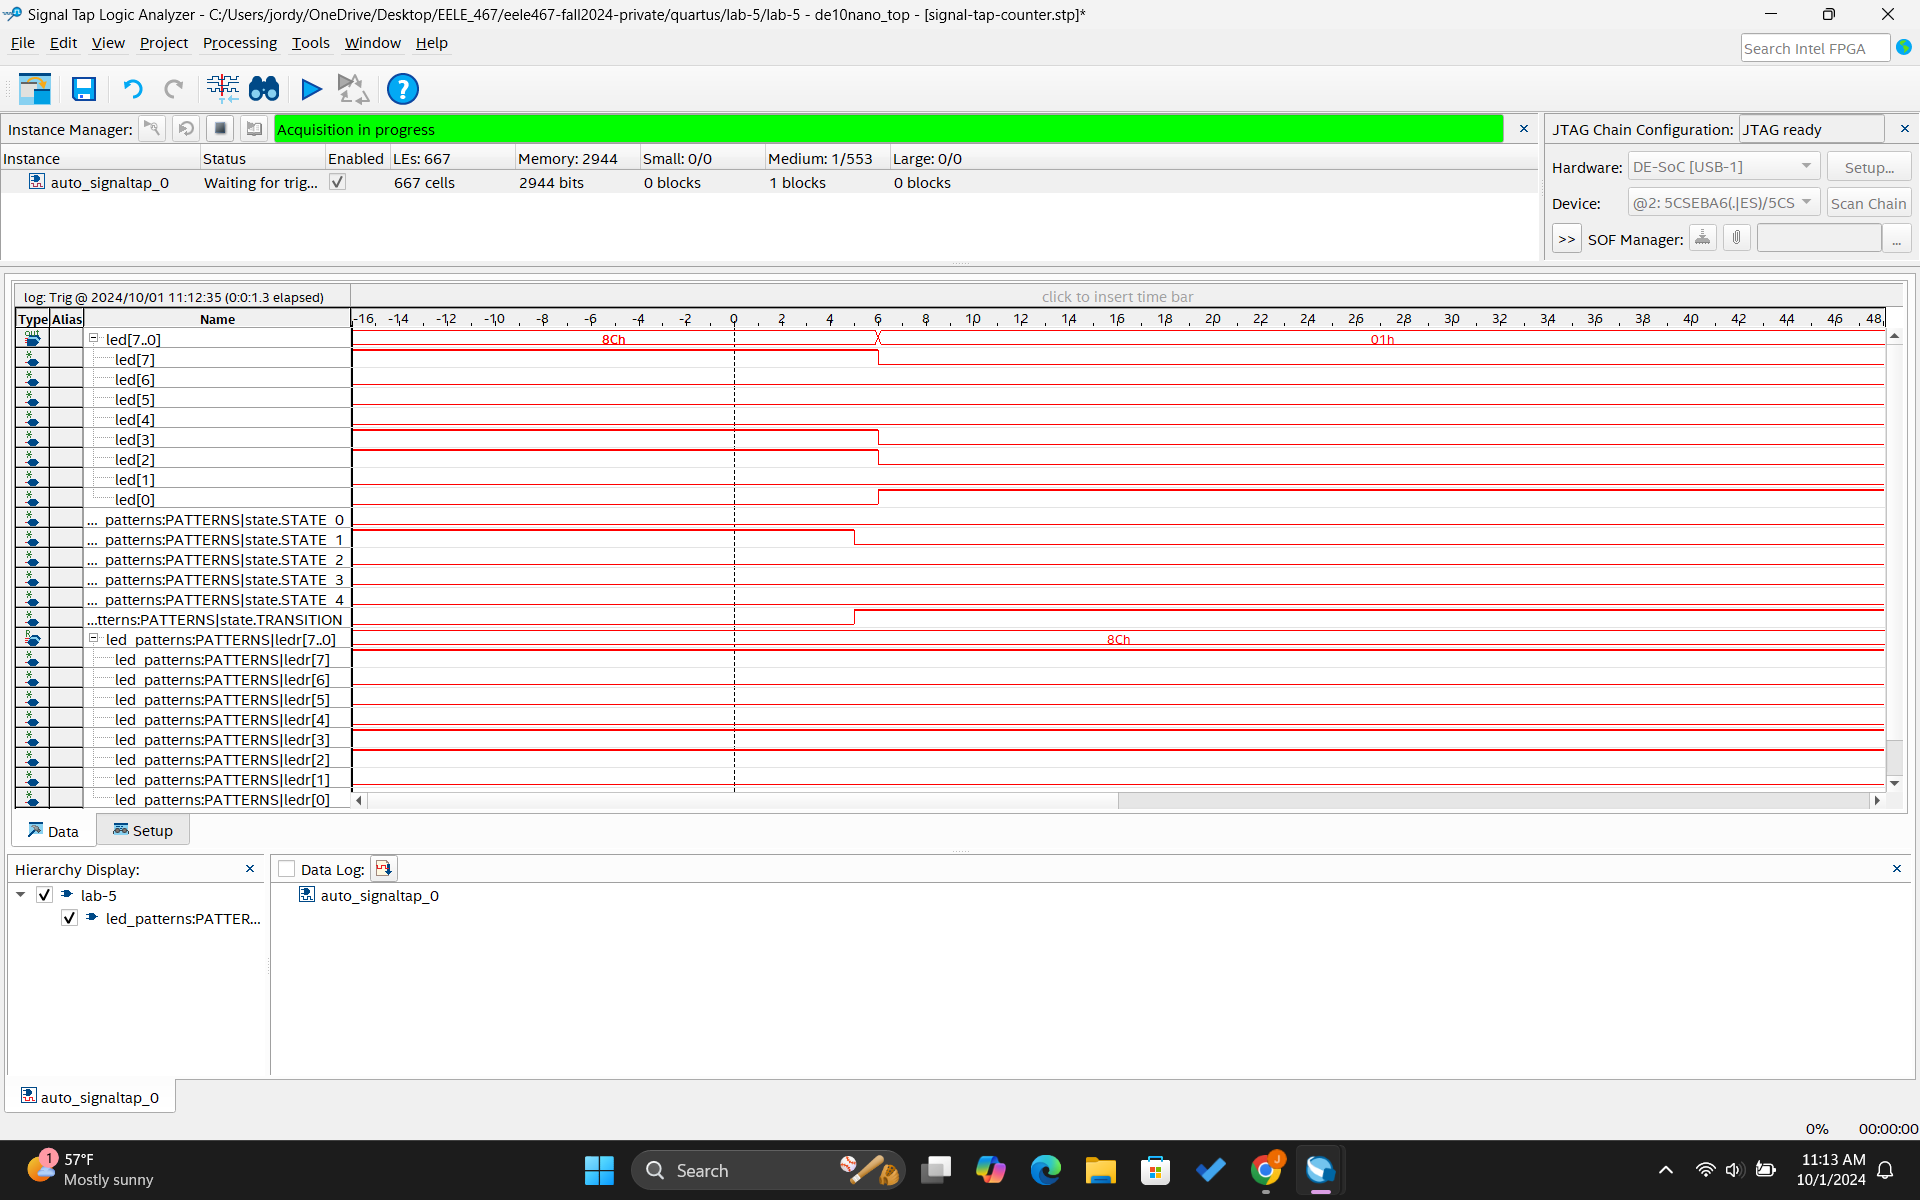 Signal Tap Logic Analyzer - C:/Users/jordy/OneDrive/Desktop/EELE_467/eele467-fall2024-private/quartus/lab-5/lab-5 - de10nano_top - [signal-tap-counter.stp]*
File Edit View Project Processing Tools Window Help
Search Intel FPGA
Instance Manager: Acquisition in progress
JTAG Chain Configuration: JTAG ready
Instance Status Enabled LEs: 667 Memory: 2944 Small: 0/0 Medium: 1/553 Large: 0/0
auto_signaltap_0 Waiting for trig... 667 cells 2944 bits 0 blocks 1 blocks 0 blocks
Hardware: DE-SoC [USB-1] Setup...
Device: @2: 5CSEBA6(.|ES)/5CS Scan Chain
>> SOF Manager: ...
log: Trig @ 2024/10/01 11:12:35 (0:0:1.3 elapsed) click to insert time bar
Type Alias Name -16 -14 -12 -10 -8 -6 -4 -2 0 2 4 6 8 10 12 14 16 18 20 22 24 26 28 30 32 34 36 38 40 42 44 46 48
led[7..0] 8Ch 01h
led[7]
led[6]
led[5]
led[4]
led[3]
led[2]
led[1]
led[0]
... patterns:PATTERNS|state.STATE_0
... patterns:PATTERNS|state.STATE_1
... patterns:PATTERNS|state.STATE_2
... patterns:PATTERNS|state.STATE_3
... patterns:PATTERNS|state.STATE_4
...tterns:PATTERNS|state.TRANSITION
led_patterns:PATTERNS|ledr[7..0] 8Ch
led_patterns:PATTERNS|ledr[7]
led_patterns:PATTERNS|ledr[6]
led_patterns:PATTERNS|ledr[5]
led_patterns:PATTERNS|ledr[4]
led_patterns:PATTERNS|ledr[3]
led_patterns:PATTERNS|ledr[2]
led_patterns:PATTERNS|ledr[1]
led_patterns:PATTERNS|ledr[0]
Data Setup
Hierarchy Display:
lab-5
led_patterns:PATTER...
Data Log:
auto_signaltap_0
auto_signaltap_0
0% 00:00:00
1
57°F
Mostly sunny
Search
J
11:13 AM
10/1/2024